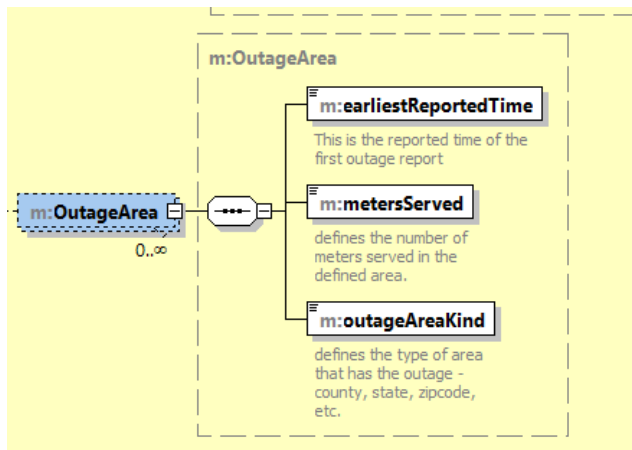 m:OutageArea
m:earliestReportedTime
This is the reported time of the
first outage report
m:OutageArea
0..∞
m:metersServed
defines the number of
meters served in the
defined area.
m:outageAreaKind
defines the type of area
that has the outage -
county, state, zipcode,
etc.